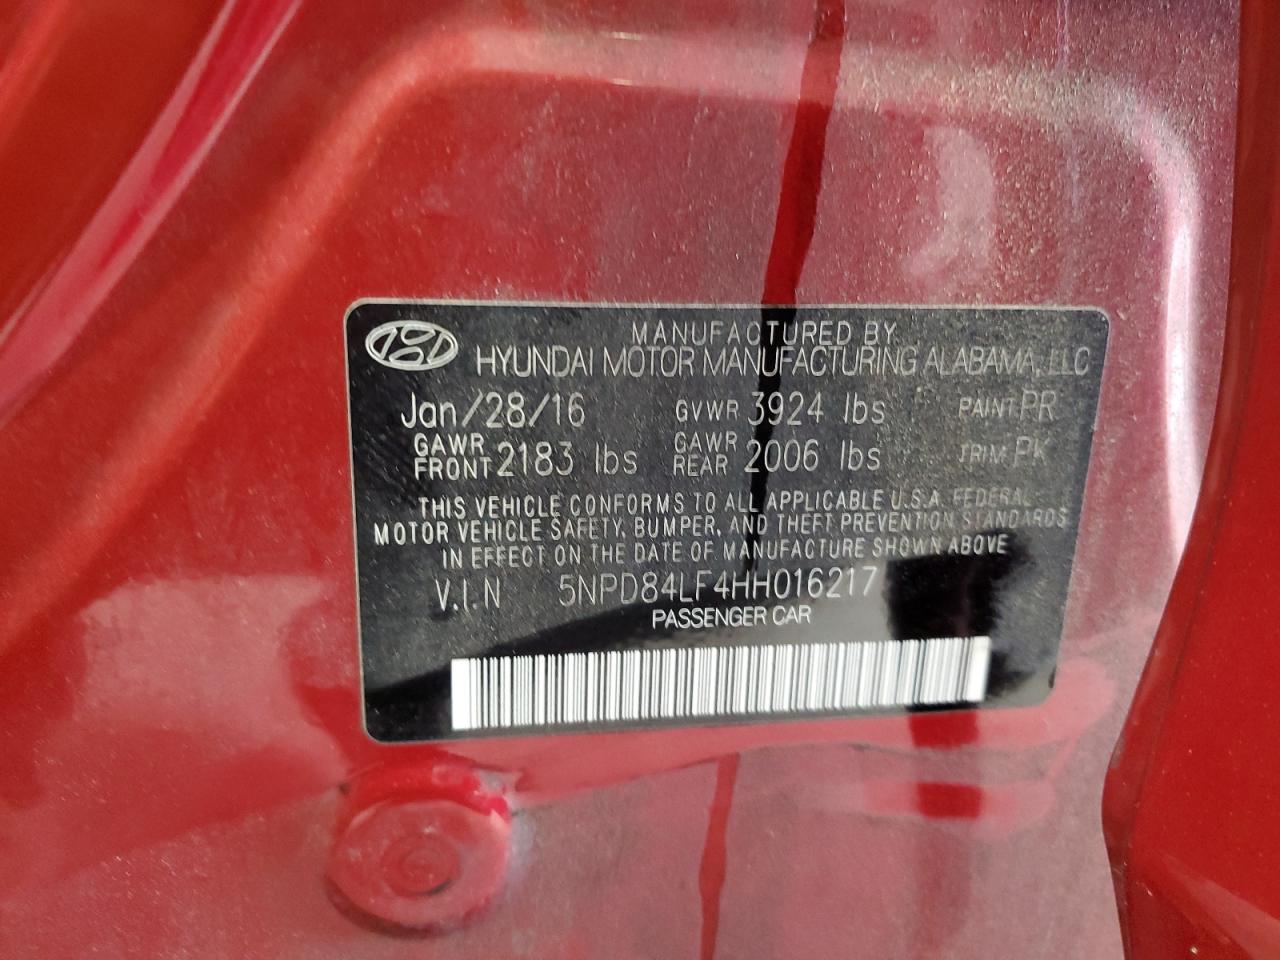 MANUFACTURED BY
HYUNDAI MOTOR MANUFACTURING ALABAMA, LLC
Jan/28/16 GVWR 3924 lbs PAINT PR
GAWR FRONT 2183 lbs GAWR REAR 2006 lbs TRIM PK
THIS VEHICLE CONFORMS TO ALL APPLICABLE U.S.A. FEDERAL
MOTOR VEHICLE SAFETY, BUMPER, AND THEFT PREVENTION STANDARDS
IN EFFECT ON THE DATE OF MANUFACTURE SHOWN ABOVE
V.I.N 5NPD84LF4HH016217
PASSENGER CAR